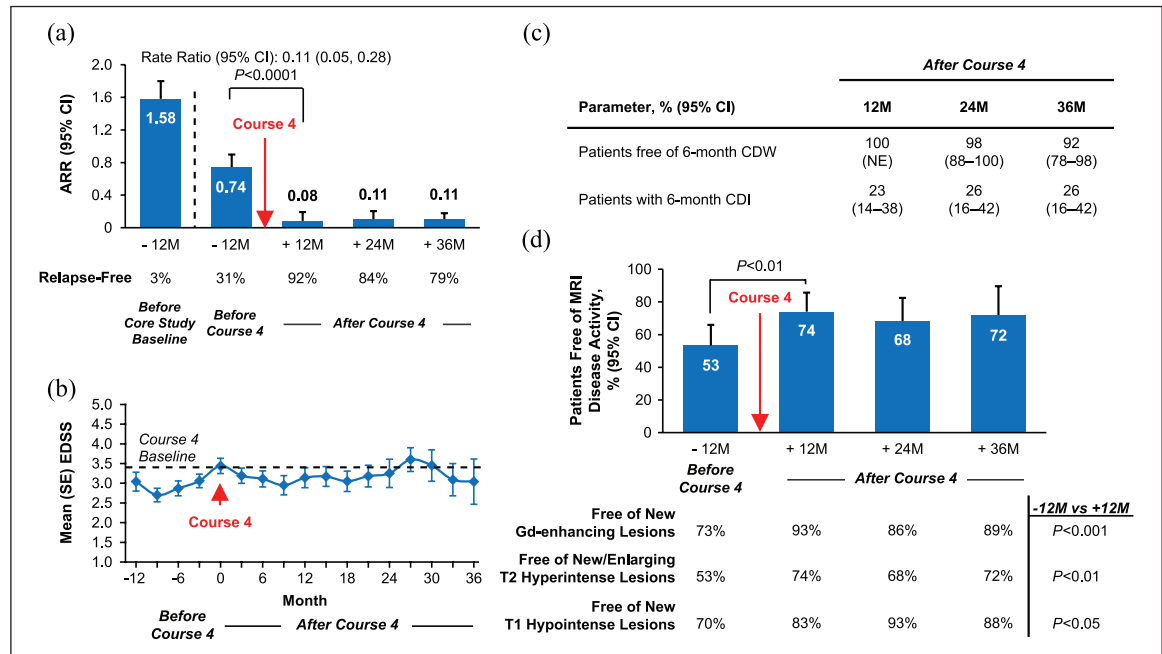 (a)
Rate Ratio (95% CI): 0.11 (0.05, 0.28)
P<0.0001
ARR (95% CI)
2.0
1.6
1.2
0.8
0.4
0
1.58
0.74
Course 4
0.08
0.11
0.11
- 12M
- 12M
+ 12M
+ 24M
+ 36M
Relapse-Free
3%
31%
92%
84%
79%
Before
Core Study
Baseline
Before
Course 4
After Course 4
(b)
Mean (SE) EDSS
5.0
4.5
4.0
3.5
3.0
2.5
2.0
1.5
1.0
Course 4
Baseline
Course 4
-12
-9
-6
-3
0
3
6
9
12
15
18
21
24
27
30
33
36
Month
Before
Course 4
After Course 4
(c)
After Course 4
Parameter, % (95% CI)
12M
24M
36M
Patients free of 6-month CDW
100
(NE)
98
(88–100)
92
(78–98)
Patients with 6-month CDI
23
(14–38)
26
(16–42)
26
(16–42)
(d)
P<0.01
Course 4
Patients Free of MRI
Disease Activity,
% (95% CI)
100
80
60
40
20
0
53
74
68
72
- 12M
+ 12M
+ 24M
+ 36M
Before
Course 4
After Course 4
-12M vs +12M
Free of New
Gd-enhancing Lesions
73%
93%
86%
89%
P<0.001
Free of New/Enlarging
T2 Hyperintense Lesions
53%
74%
68%
72%
P<0.01
Free of New
T1 Hypointense Lesions
70%
83%
93%
88%
P<0.05